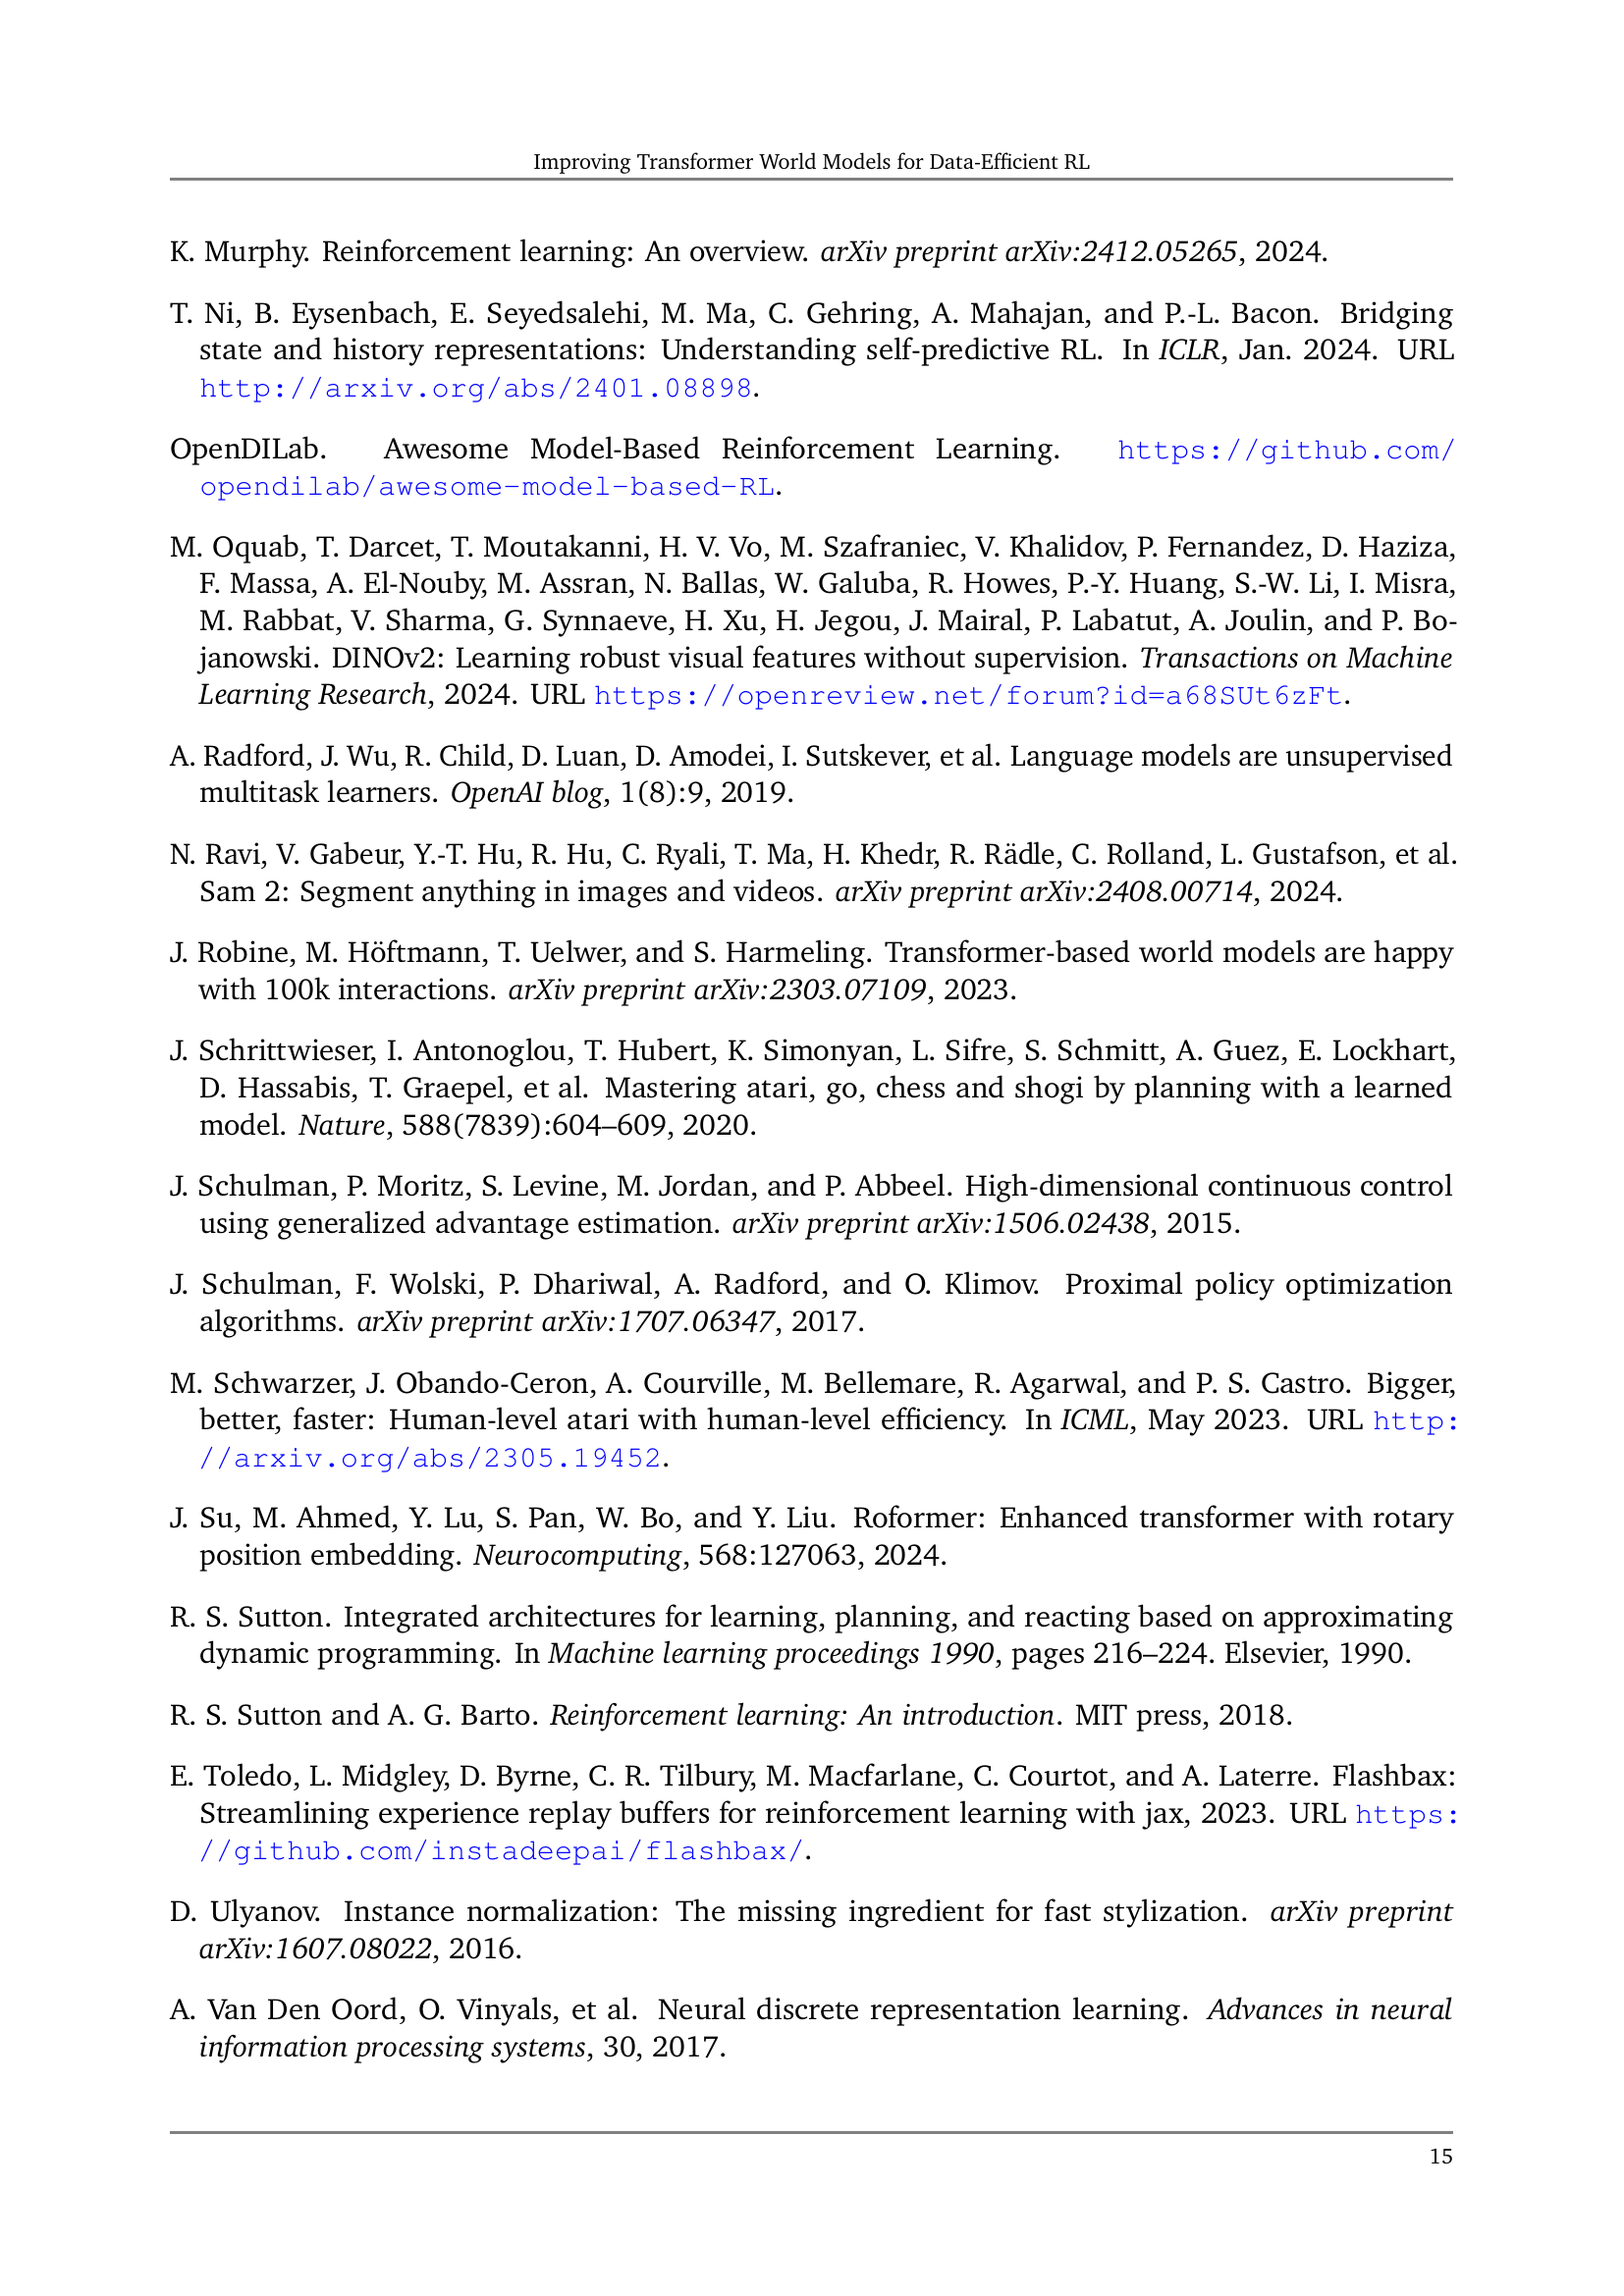 Improving Transformer World Models for Data-Efficient RL
K. Murphy. Reinforcement learning: An overview. arXiv preprint arXiv:2412.05265, 2024.
T. Ni, B. Eysenbach, E. Seyedsalehi, M. Ma, C. Gehring, A. Mahajan, and P.-L. Bacon. Bridging
state and history representations: Understanding self-predictive RL. In ICLR, Jan. 2024. URL
http://arxiv.org/abs/2401.08898.
OpenDILab. Awesome Model-Based Reinforcement Learning. https://github.com/
opendilab/awesome-model-based-RL.
M. Oquab, T. Darcet, T. Moutakanni, H. V. Vo, M. Szafraniec, V. Khalidov, P. Fernandez, D. Haziza,
F. Massa, A. El-Nouby, M. Assran, N. Ballas, W. Galuba, R. Howes, P.-Y. Huang, S.-W. Li, I. Misra,
M. Rabbat, V. Sharma, G. Synnaeve, H. Xu, H. Jegou, J. Mairal, P. Labatut, A. Joulin, and P. Bo-
janowski. DINOv2: Learning robust visual features without supervision. Transactions on Machine
Learning Research, 2024. URL https://openreview.net/forum?id=a68SUt6zFt.
A. Radford, J. Wu, R. Child, D. Luan, D. Amodei, I. Sutskever, et al. Language models are unsupervised
multitask learners. OpenAI blog, 1(8):9, 2019.
N. Ravi, V. Gabeur, Y.-T. Hu, R. Hu, C. Ryali, T. Ma, H. Khedr, R. Rädle, C. Rolland, L. Gustafson, et al.
Sam 2: Segment anything in images and videos. arXiv preprint arXiv:2408.00714, 2024.
J. Robine, M. Höftmann, T. Uelwer, and S. Harmeling. Transformer-based world models are happy
with 100k interactions. arXiv preprint arXiv:2303.07109, 2023.
J. Schrittwieser, I. Antonoglou, T. Hubert, K. Simonyan, L. Sifre, S. Schmitt, A. Guez, E. Lockhart,
D. Hassabis, T. Graepel, et al. Mastering atari, go, chess and shogi by planning with a learned
model. Nature, 588(7839):604–609, 2020.
J. Schulman, P. Moritz, S. Levine, M. Jordan, and P. Abbeel. High-dimensional continuous control
using generalized advantage estimation. arXiv preprint arXiv:1506.02438, 2015.
J. Schulman, F. Wolski, P. Dhariwal, A. Radford, and O. Klimov. Proximal policy optimization
algorithms. arXiv preprint arXiv:1707.06347, 2017.
M. Schwarzer, J. Obando-Ceron, A. Courville, M. Bellemare, R. Agarwal, and P. S. Castro. Bigger,
better, faster: Human-level atari with human-level efficiency. In ICML, May 2023. URL http:
//arxiv.org/abs/2305.19452.
J. Su, M. Ahmed, Y. Lu, S. Pan, W. Bo, and Y. Liu. Roformer: Enhanced transformer with rotary
position embedding. Neurocomputing, 568:127063, 2024.
R. S. Sutton. Integrated architectures for learning, planning, and reacting based on approximating
dynamic programming. In Machine learning proceedings 1990, pages 216–224. Elsevier, 1990.
R. S. Sutton and A. G. Barto. Reinforcement learning: An introduction. MIT press, 2018.
E. Toledo, L. Midgley, D. Byrne, C. R. Tilbury, M. Macfarlane, C. Courtot, and A. Laterre. Flashbax:
Streamlining experience replay buffers for reinforcement learning with jax, 2023. URL https:
//github.com/instadeepai/flashbax/.
D. Ulyanov. Instance normalization: The missing ingredient for fast stylization. arXiv preprint
arXiv:1607.08022, 2016.
A. Van Den Oord, O. Vinyals, et al. Neural discrete representation learning. Advances in neural
information processing systems, 30, 2017.
15